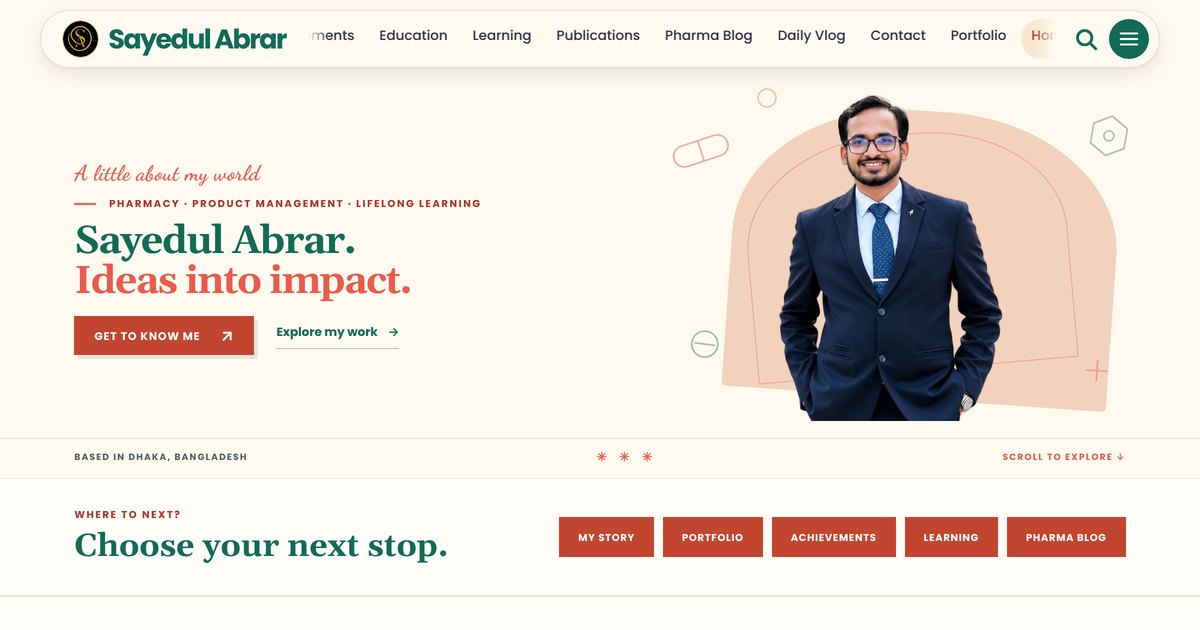 Sayedul Abrar
Education Learning Publications Pharma Blog Daily Vlog Contact Portfolio
A little about my world
PHARMACY · PRODUCT MANAGEMENT · LIFELONG LEARNING
Sayedul Abrar.
Ideas into impact.
GET TO KNOW ME
Explore my work →
BASED IN DHAKA, BANGLADESH
SCROLL TO EXPLORE ↓
WHERE TO NEXT?
Choose your next stop.
MY STORY
PORTFOLIO
ACHIEVEMENTS
LEARNING
PHARMA BLOG